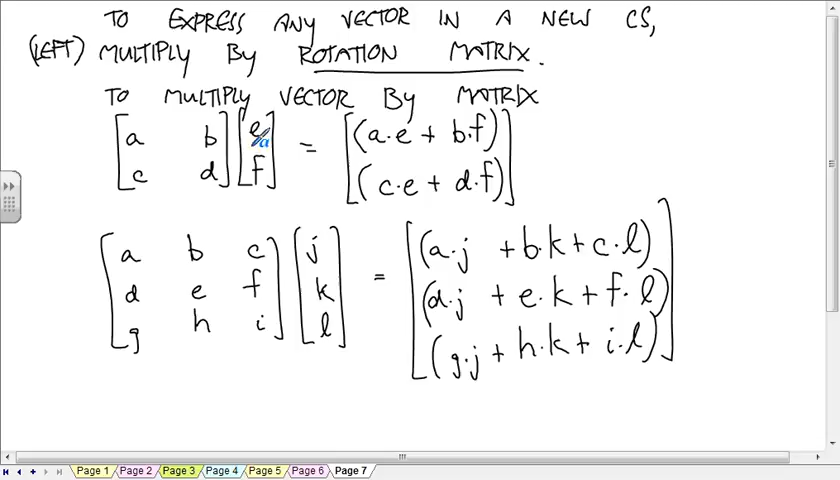 TO EXPRESS ANY VECTOR IN A NEW CS,
(LEFT) MULTIPLY BY ROTATION MATRIX.
TO MULTIPLY VECTOR BY MATRIX
[a b] [e] = [(a.e + b.f)]
[c d] [f] [(c.e + d.f)]
[a b c] [j] [(a.j + b.k + c.l)]
[d e f] [k] = [(d.j + e.k + f.l)]
[g h i] [l] [(g.j + h.k + i.l)]
Page 1 Page 2 Page 3 Page 4 Page 5 Page 6 Page 7